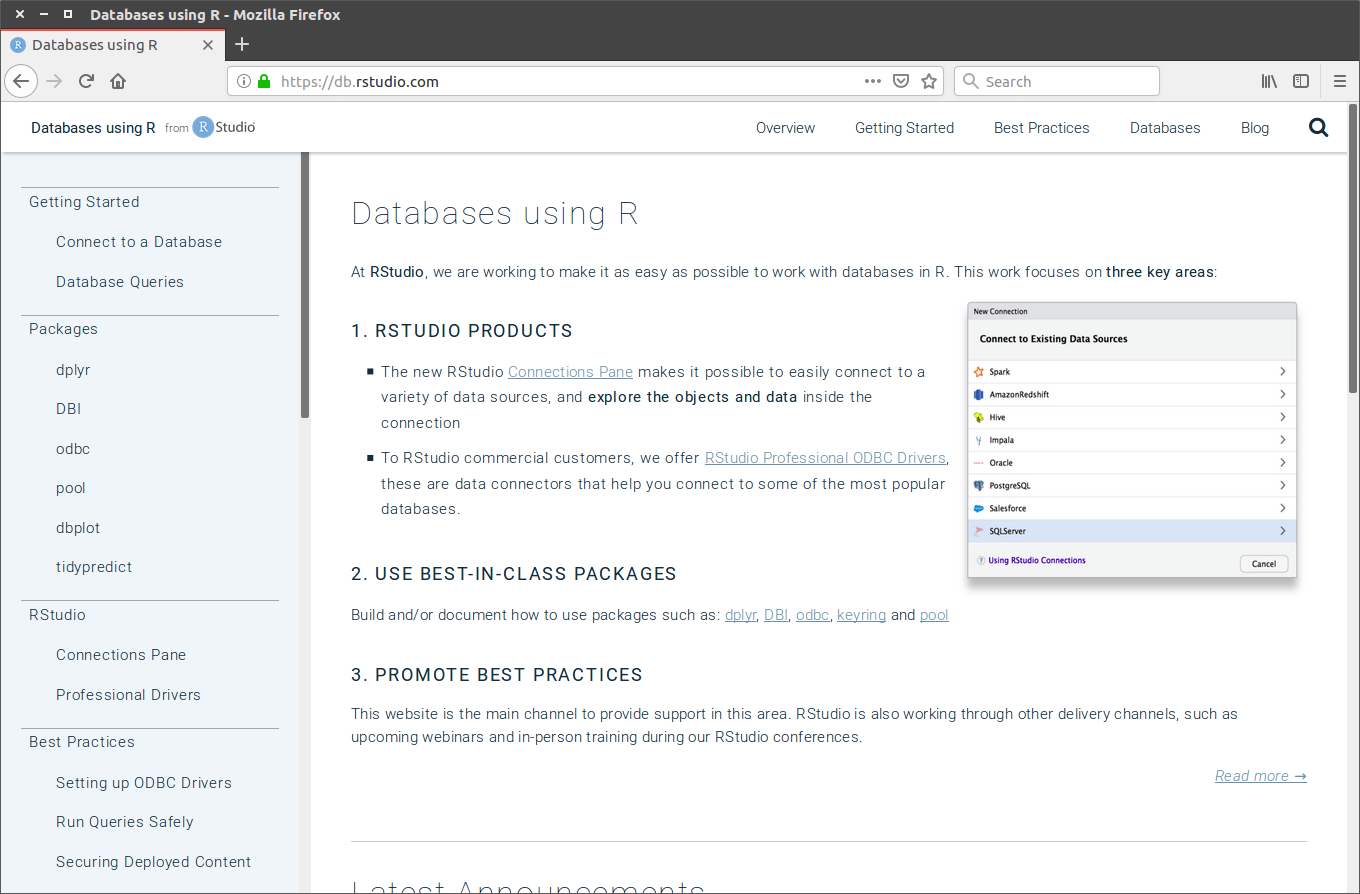 Databases using R - Mozilla Firefox
Databases using R
https://db.rstudio.com
Search
Databases using R from R Studio
Overview Getting Started Best Practices Databases Blog
Getting Started
Connect to a Database
Database Queries
Packages
dplyr
DBI
odbc
pool
dbplot
tidypredict
RStudio
Connections Pane
Professional Drivers
Best Practices
Setting up ODBC Drivers
Run Queries Safely
Securing Deployed Content
Databases using R
At RStudio, we are working to make it as easy as possible to work with databases in R. This work focuses on three key areas:
1. RSTUDIO PRODUCTS
The new RStudio Connections Pane makes it possible to easily connect to a
variety of data sources, and explore the objects and data inside the
connection
To RStudio commercial customers, we offer RStudio Professional ODBC Drivers,
these are data connectors that help you connect to some of the most popular
databases.
New Connection
Connect to Existing Data Sources
Spark
AmazonRedshift
Hive
Impala
Oracle
PostgreSQL
Salesforce
SQLServer
? Using RStudio Connections
Cancel
2. USE BEST-IN-CLASS PACKAGES
Build and/or document how to use packages such as: dplyr, DBI, odbc, keyring and pool
3. PROMOTE BEST PRACTICES
This website is the main channel to provide support in this area. RStudio is also working through other delivery channels, such as
upcoming webinars and in-person training during our RStudio conferences.
Read more →
Latest Announcements